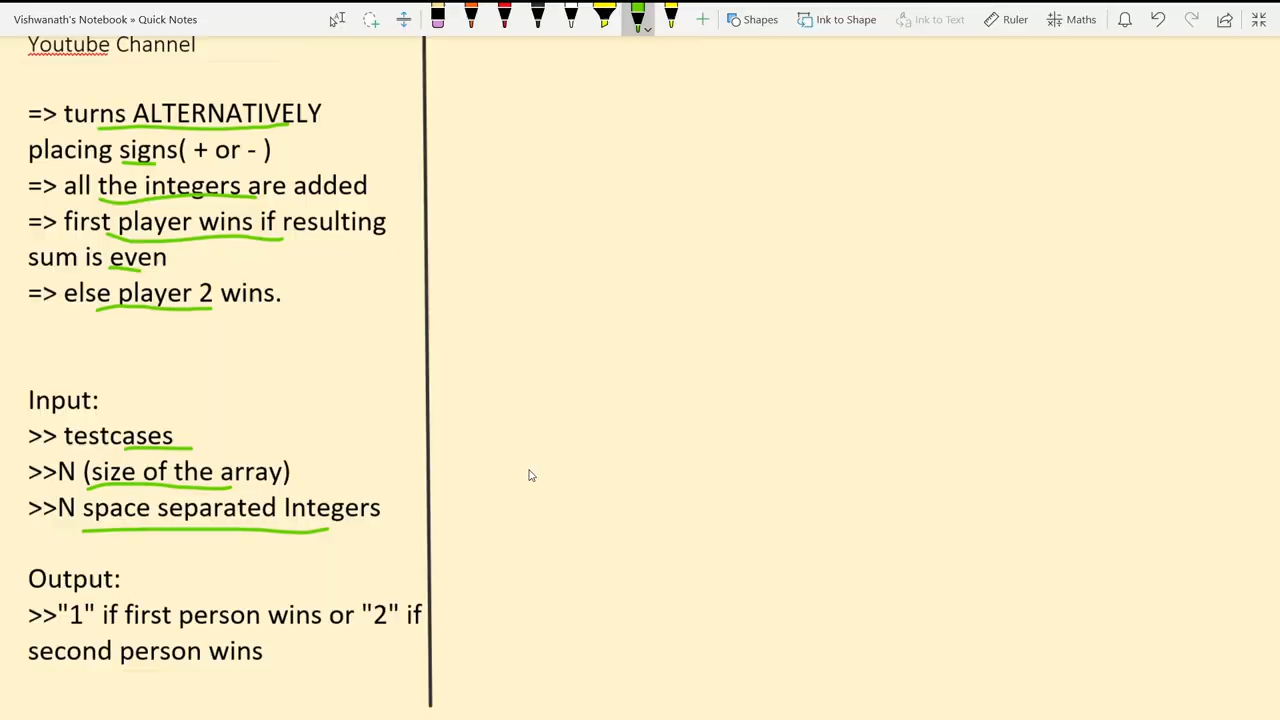 Vishwanath's Notebook » Quick Notes
Shapes
Ink to Shape
Ink to Text
Ruler
Maths
Youtube Channel
=> turns ALTERNATIVELY
placing signs( + or - )
=> all the integers are added
=> first player wins if resulting
sum is even
=> else player 2 wins.
Input:
>> testcases
>>N (size of the array)
>>N space separated Integers
Output:
>>"1" if first person wins or "2" if
second person wins